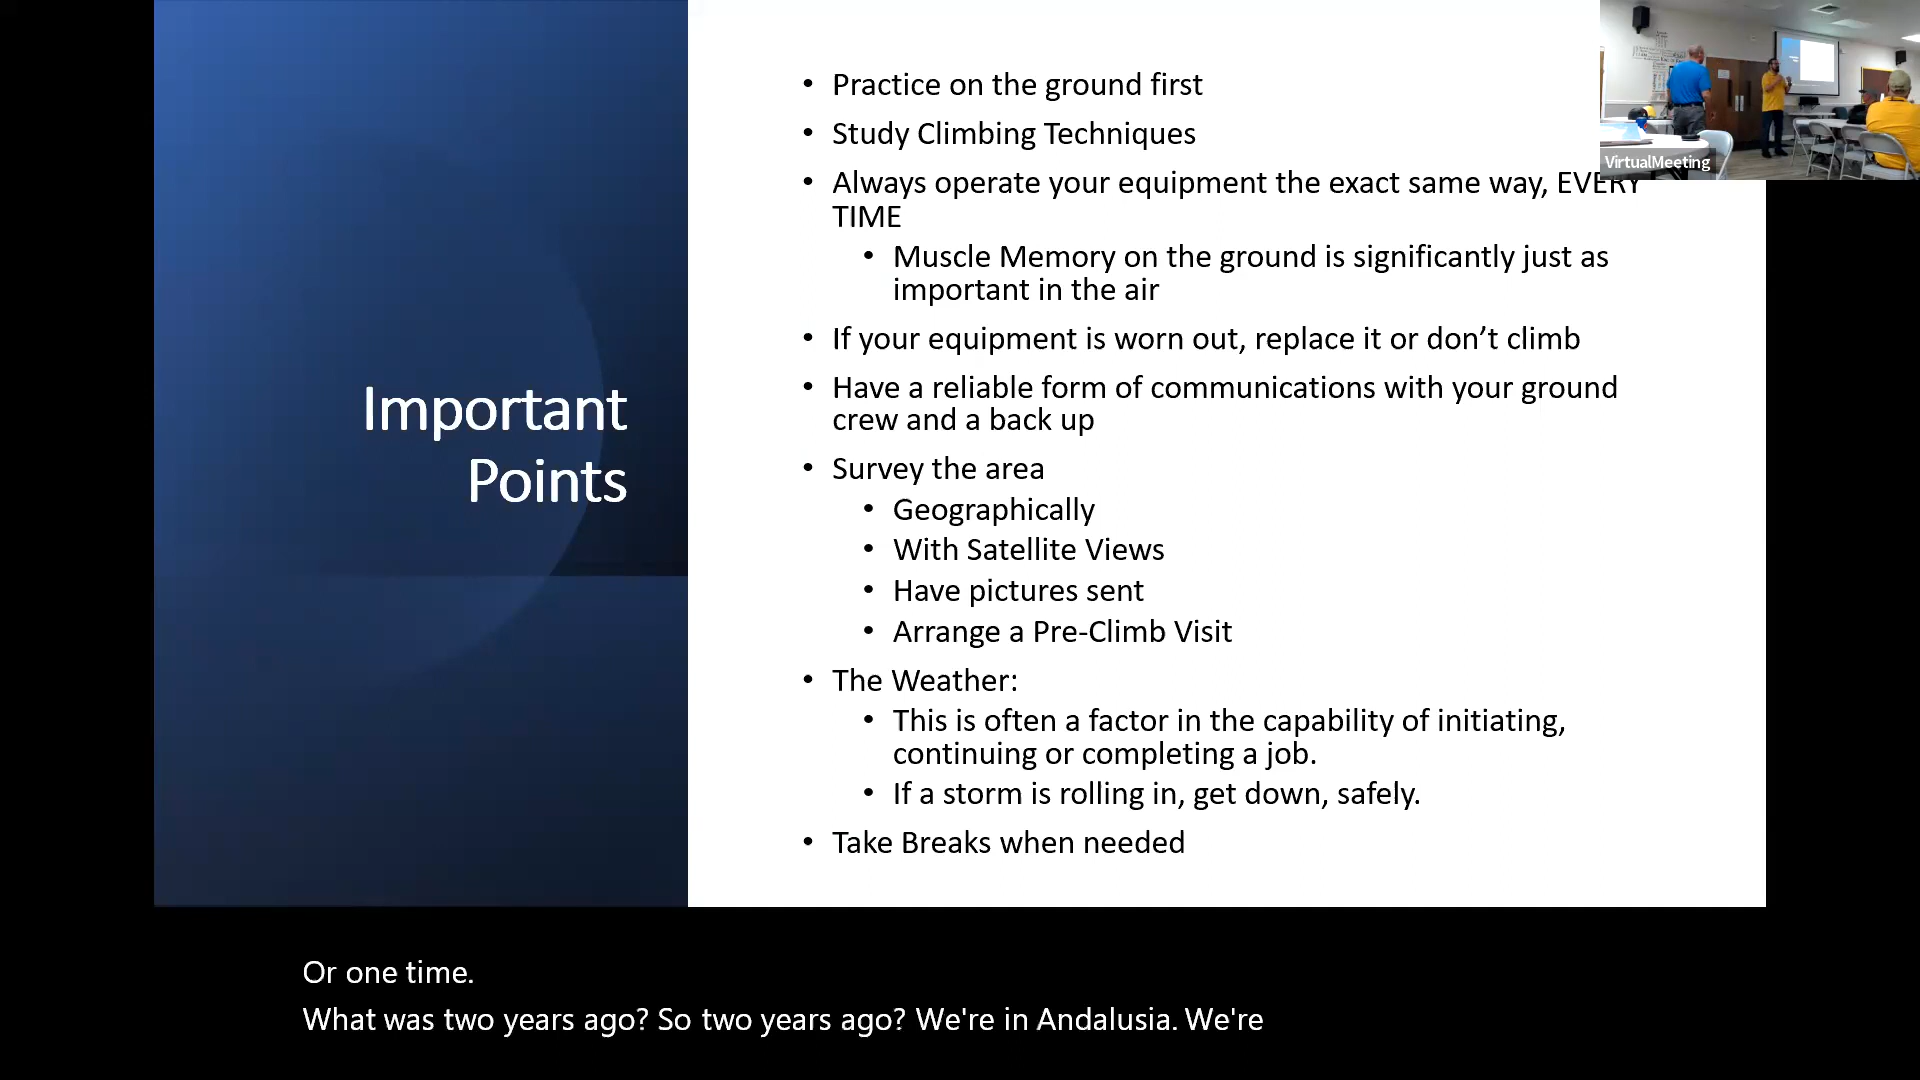 Important
Points
• Practice on the ground first
• Study Climbing Techniques
• Always operate your equipment the exact same way, EVERY
TIME
• Muscle Memory on the ground is significantly just as
important in the air
• If your equipment is worn out, replace it or don’t climb
• Have a reliable form of communications with your ground
crew and a back up
• Survey the area
• Geographically
• With Satellite Views
• Have pictures sent
• Arrange a Pre-Climb Visit
• The Weather:
• This is often a factor in the capability of initiating,
continuing or completing a job.
• If a storm is rolling in, get down, safely.
• Take Breaks when needed
VirtualMeeting
Or one time.
What was two years ago? So two years ago? We're in Andalusia. We're